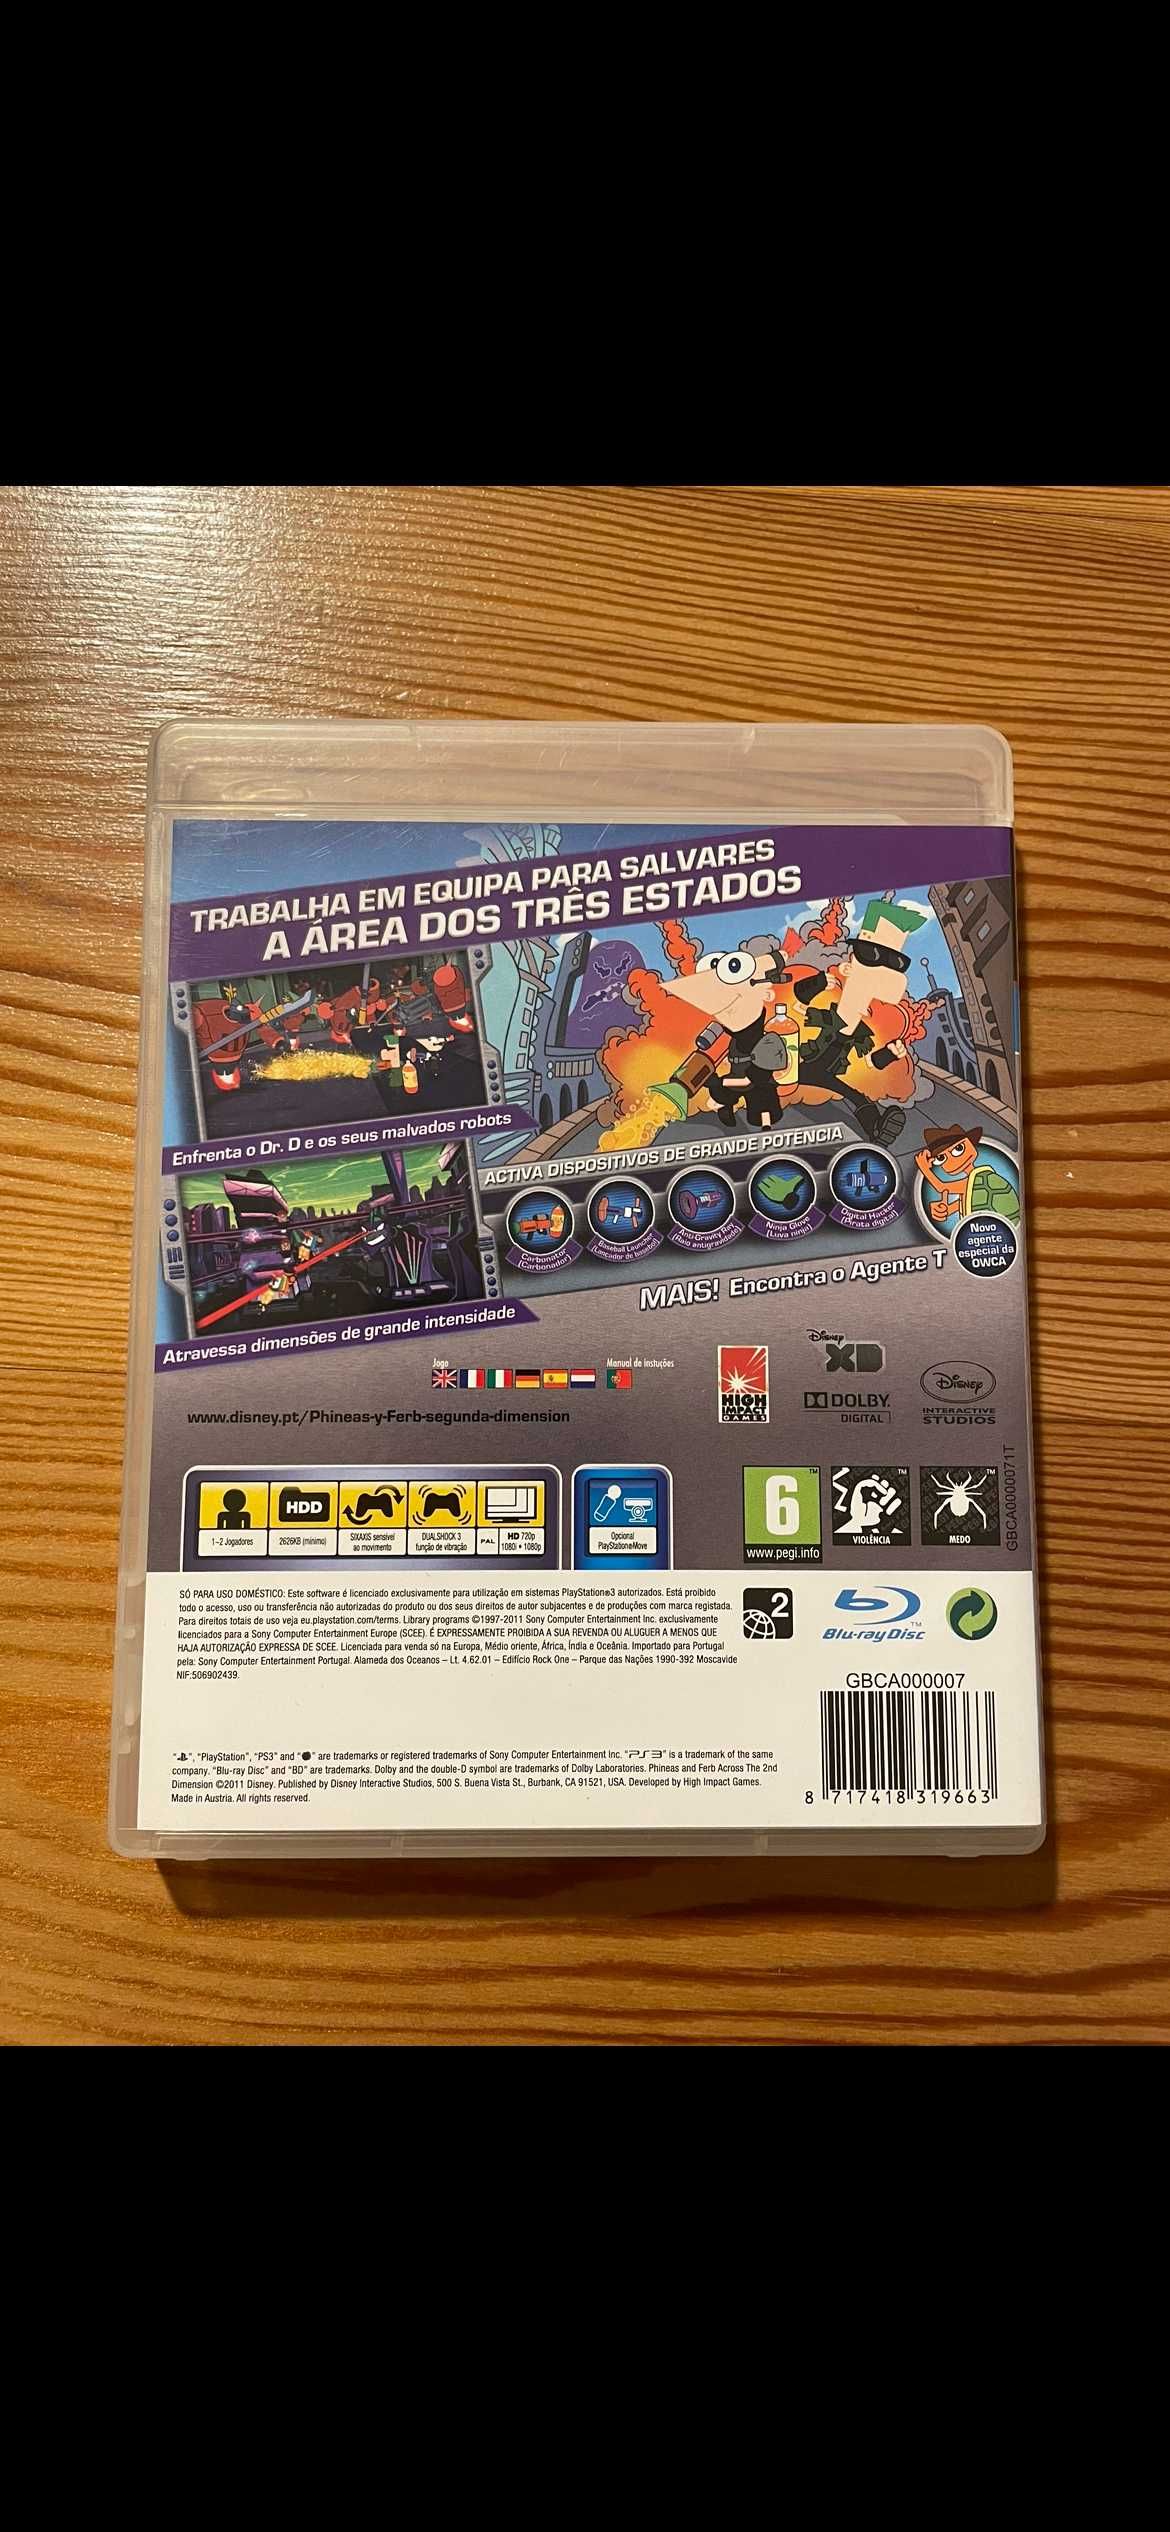 TRABALHA EM EQUIPA PARA SALVARES
A ÁREA DOS TRÊS ESTADOS
Enfrenta o Dr. D e os seus malvados robots
ACTIVA DISPOSITIVOS DE GRANDE POTÊNCIA
Carbonator
(Carbonador)
Baseball Launcher
(Lançador de basebol)
Anti-Gravity Ray
(Raio antigravidade)
Ninja Glove
(Luva ninja)
Digital Hacker
(Pirata digital)
Novo
agente
especial da
OWCA
MAIS! Encontra o Agente T
Atravessa dimensões de grande intensidade
Jogo
Manual de instuções
www.disney.pt/Phineas-y-Ferb-segunda-dimension
HIGH
IMPACT
GAMES
Disney
XD
DOLBY
DIGITAL
Disney
INTERACTIVE
STUDIOS
GBCA0000071T
HDD
1~2 Jogadores
2626KB (mínimo)
SIXAXIS sensível
ao movimento
DUALSHOCK 3
função de vibração
PAL
HD 720p
1080i • 1080p
Opcional
PlayStation®Move
6
www.pegi.info
VIOLÊNCIA
MEDO
SÓ PARA USO DOMÉSTICO: Este software é licenciado exclusivamente para utilização em sistemas PlayStation®3 autorizados. Está proibido
todo o acesso, uso ou transferência não autorizadas do produto ou dos seus direitos de autor subjacentes e de produções com marca registada.
Para direitos totais de uso veja eu.playstation.com/terms. Library programs ©1997-2011 Sony Computer Entertainment Inc. exclusivamente
licenciados para a Sony Computer Entertainment Europe (SCEE). É EXPRESSAMENTE PROIBIDA A SUA REVENDA OU ALUGUER A MENOS QUE
HAJA AUTORIZAÇÃO EXPRESSA DE SCEE. Licenciada para venda só na Europa, Médio oriente, África, Índia e Oceânia. Importado para Portugal
pela: Sony Computer Entertainment Portugal. Alameda dos Oceanos – Lt. 4.62.01 – Edifício Rock One – Parque das Nações 1990-392 Moscavide
NIF:506902439.
2
Blu-ray Disc
GBCA000007
8 717418 319663
"", "PlayStation", "PS3" and "" are trademarks or registered trademarks of Sony Computer Entertainment Inc. "PS3" is a trademark of the same
company. "Blu-ray Disc" and "BD" are trademarks. Dolby and the double-D symbol are trademarks of Dolby Laboratories. Phineas and Ferb Across The 2nd
Dimension ©2011 Disney. Published by Disney Interactive Studios, 500 S. Buena Vista St., Burbank, CA 91521, USA. Developed by High Impact Games.
Made in Austria. All rights reserved.